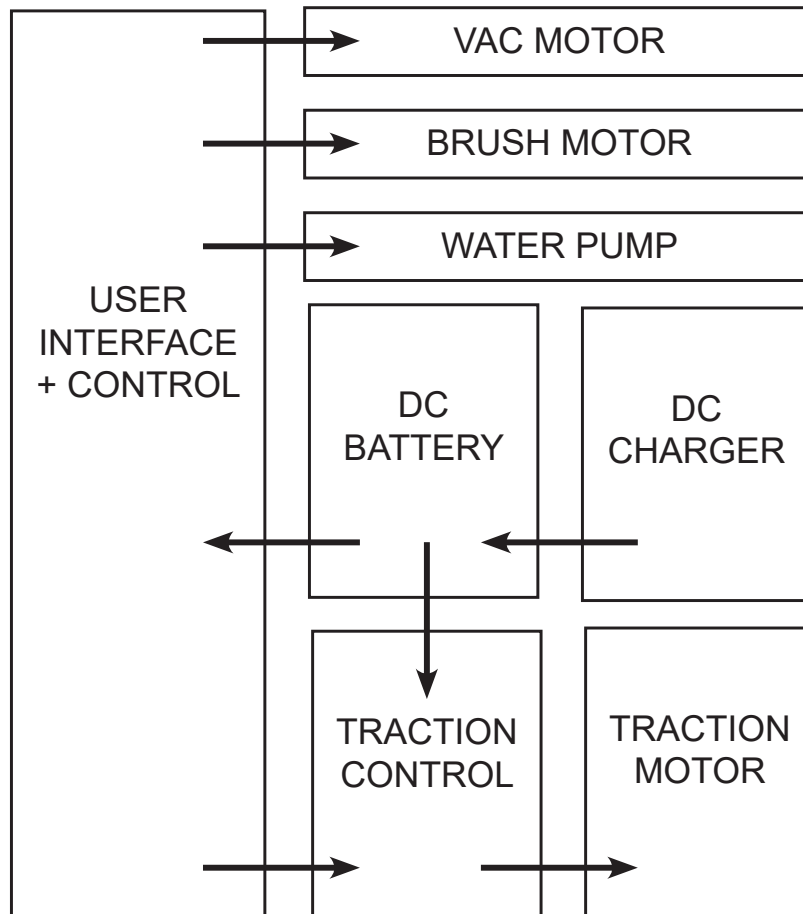 VAC MOTOR
BRUSH MOTOR
WATER PUMP
USER
INTERFACE
+ CONTROL
DC
BATTERY
DC
CHARGER
TRACTION
CONTROL
TRACTION
MOTOR